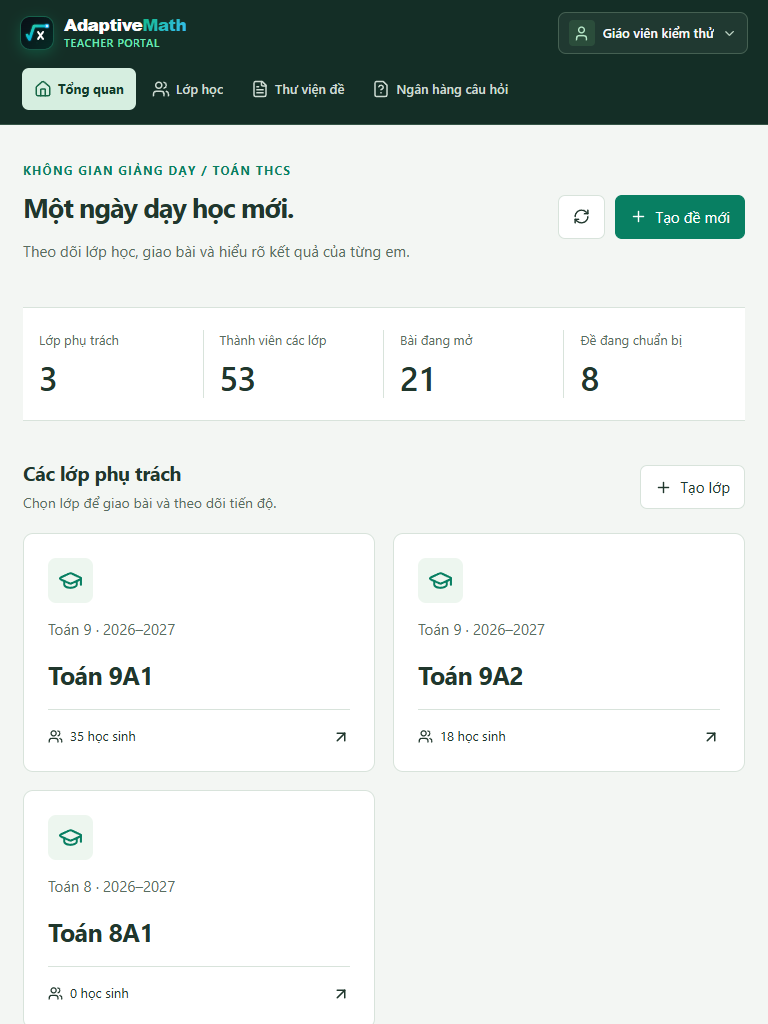 AdaptiveMath
TEACHER PORTAL
Giáo viên kiểm thử
Tổng quan
Lớp học
Thư viện đề
Ngân hàng câu hỏi
KHÔNG GIAN GIẢNG DẠY / TOÁN THCS
Một ngày dạy học mới.
Theo dõi lớp học, giao bài và hiểu rõ kết quả của từng em.
Tạo đề mới
Lớp phụ trách
3
Thành viên các lớp
53
Bài đang mở
21
Đề đang chuẩn bị
8
Các lớp phụ trách
Chọn lớp để giao bài và theo dõi tiến độ.
Tạo lớp
Toán 9 · 2026–2027
Toán 9A1
35 học sinh
Toán 9 · 2026–2027
Toán 9A2
18 học sinh
Toán 8 · 2026–2027
Toán 8A1
0 học sinh